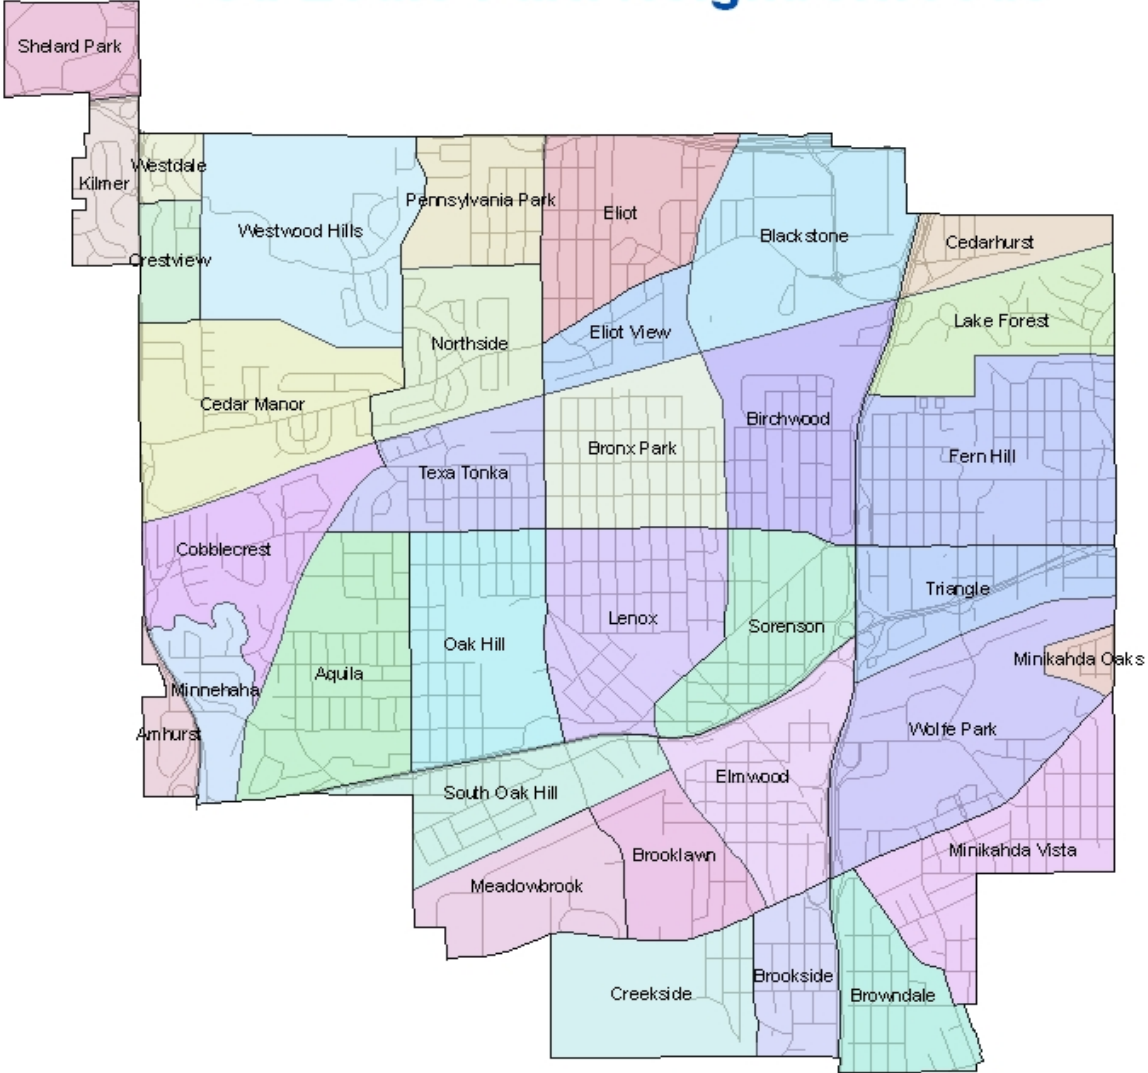 Shelard Park
Westdale
Kilmer
Pennsylvania Park
Eliot
Westwood Hills
Blackstone
Cedarhurst
Crestview
Lake Forest
Eliot View
Northside
Cedar Manor
Birchwood
Bronx Park
Fern Hill
Texa Tonka
Cobblecrest
Triangle
Lenox
Sorenson
Oak Hill
Minikahda Oaks
Aquila
Minnehaha
Wolfe Park
Amhurst
Elmwood
South Oak Hill
Minikahda Vista
Brooklawn
Meadowbrook
Brookside
Creekside
Browndale